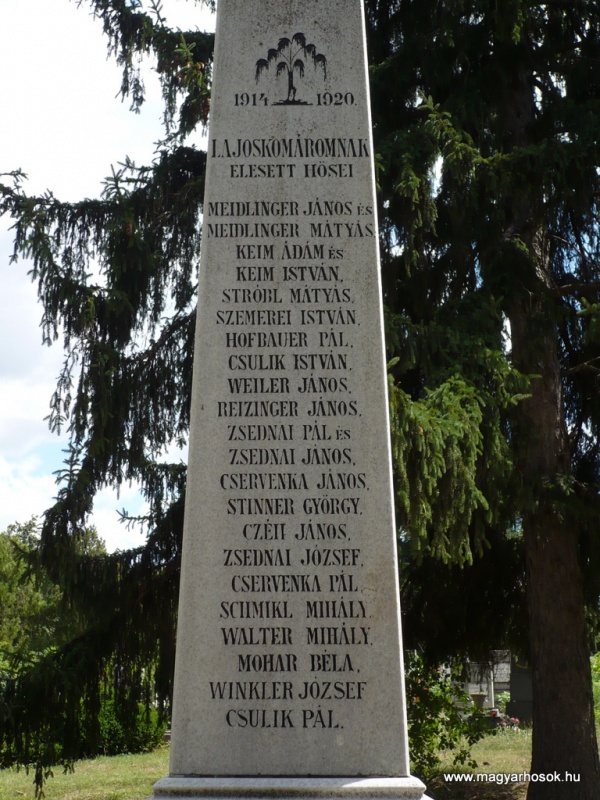 1914 1920.
LAJOSKOMÁROMNAK
ELESETT HŐSEI
MEIDLINGER JÁNOS és
MEIDLINGER MÁTYÁS,
KEIM ÁDÁM és
KEIM ISTVÁN,
STRÓBL MÁTYÁS,
SZEMEREI ISTVÁN,
HOFBAUER PÁL,
CSULIK ISTVÁN,
WEILER JÁNOS,
REIZINGER JÁNOS,
ZSEDNAI PÁL és
ZSEDNAI JÁNOS,
CSERVENKA JÁNOS,
STINNER GYÖRGY,
CZÉH JÁNOS,
ZSEDNAI JÓZSEF,
CSERVENKA PÁL,
SCHMIKL MIHÁLY,
WALTER MIHÁLY,
MOHAR BÉLA,
WINKLER JÓZSEF
CSULIK PÁL.
www.magyarhosok.hu